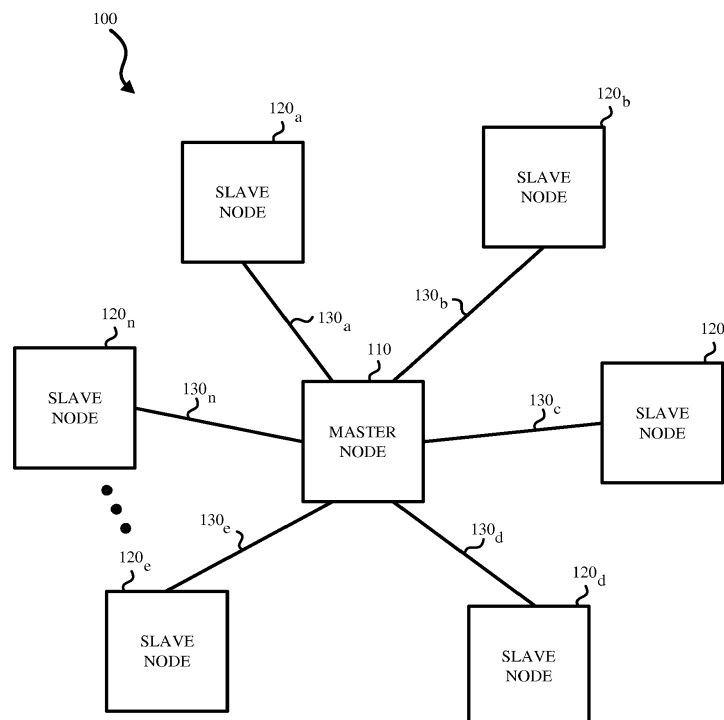 100
120a
120b
SLAVE
NODE
SLAVE
NODE
130a
130b
120n
110
120
SLAVE
NODE
130n
MASTER
NODE
130c
SLAVE
NODE
130e
130d
120e
120d
SLAVE
NODE
SLAVE
NODE